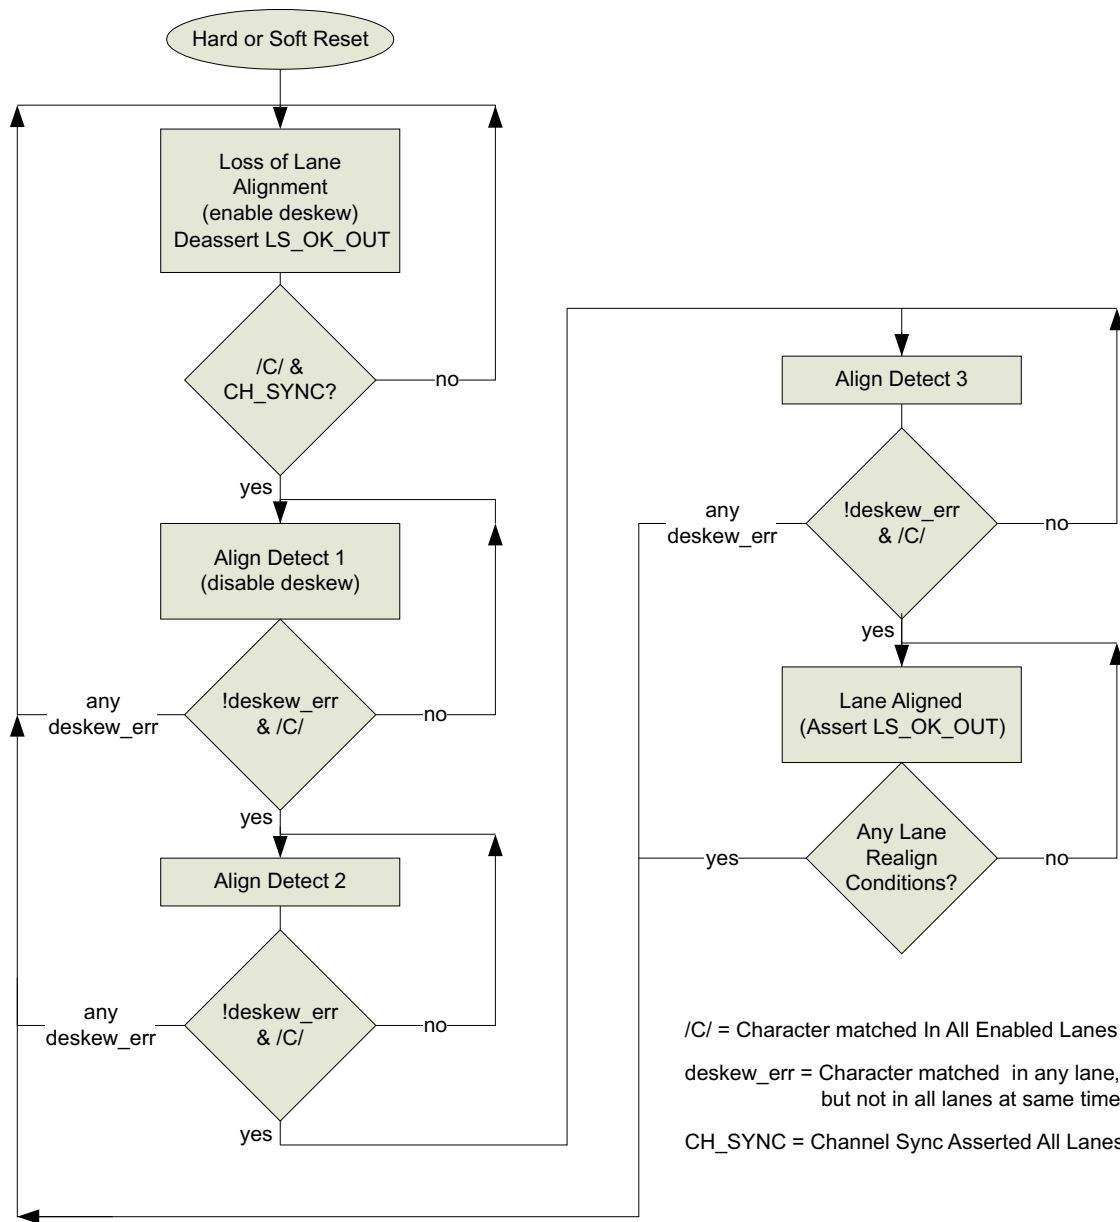 Hard or Soft Reset
Loss of Lane
Alignment
(enable deskew)
Deassert LS_OK_OUT
/C/ &
CH_SYNC?
no
yes
Align Detect 1
(disable deskew)
!deskew_err
& /C/
any
deskew_err
no
yes
Align Detect 2
!deskew_err
& /C/
any
deskew_err
no
yes
Align Detect 3
!deskew_err
& /C/
any
deskew_err
no
yes
Lane Aligned
(Assert LS_OK_OUT)
Any Lane
Realign
Conditions?
yes
no
/C/ = Character matched In All Enabled Lanes
deskew_err = Character matched in any lane,
but not in all lanes at same time
CH_SYNC = Channel Sync Asserted All Lanes